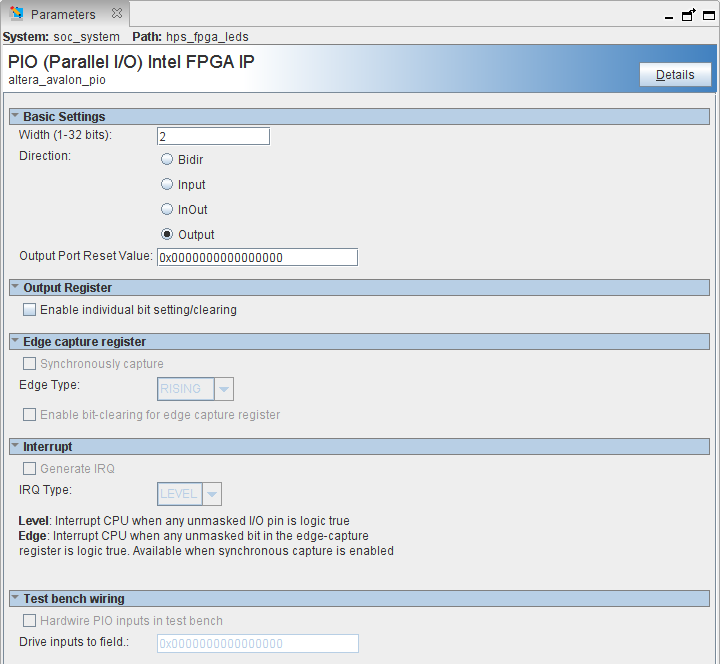 Parameters
System: soc_system Path: hps_fpga_leds
PIO (Parallel I/O) Intel FPGA IP
altera_avalon_pio
Details
Basic Settings
Width (1-32 bits): 2
Direction:
Bidir
Input
InOut
Output
Output Port Reset Value: 0x0000000000000000
Output Register
Enable individual bit setting/clearing
Edge capture register
Synchronously capture
Edge Type: RISING
Enable bit-clearing for edge capture register
Interrupt
Generate IRQ
IRQ Type: LEVEL
Level: Interrupt CPU when any unmasked I/O pin is logic true
Edge: Interrupt CPU when any unmasked bit in the edge-capture
register is logic true. Available when synchronous capture is enabled
Test bench wiring
Hardwire PIO inputs in test bench
Drive inputs to field.: 0x0000000000000000